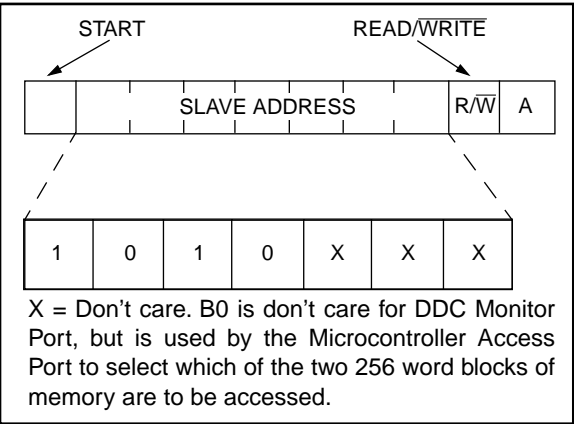 START READ/WRITE
SLAVE ADDRESS R/W A
1 0 1 0 X X X
X = Don't care. B0 is don't care for DDC Monitor
Port, but is used by the Microcontroller Access
Port to select which of the two 256 word blocks of
memory are to be accessed.